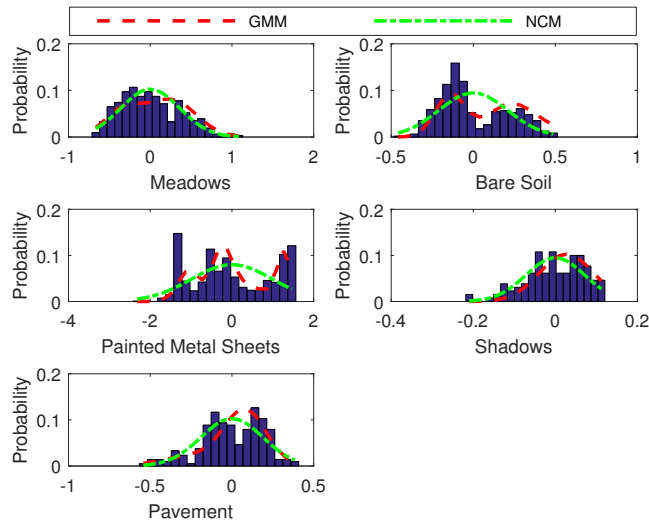 GMM NCM
Probability
0.2
0.1
0
-1 0 1 2
Meadows
Probability
0.2
0.1
0
-0.5 0 0.5 1
Bare Soil
Probability
0.2
0.1
0
-4 -2 0 2
Painted Metal Sheets
Probability
0.2
0.1
0
-0.4 -0.2 0 0.2
Shadows
Probability
0.2
0.1
0
-1 -0.5 0 0.5
Pavement